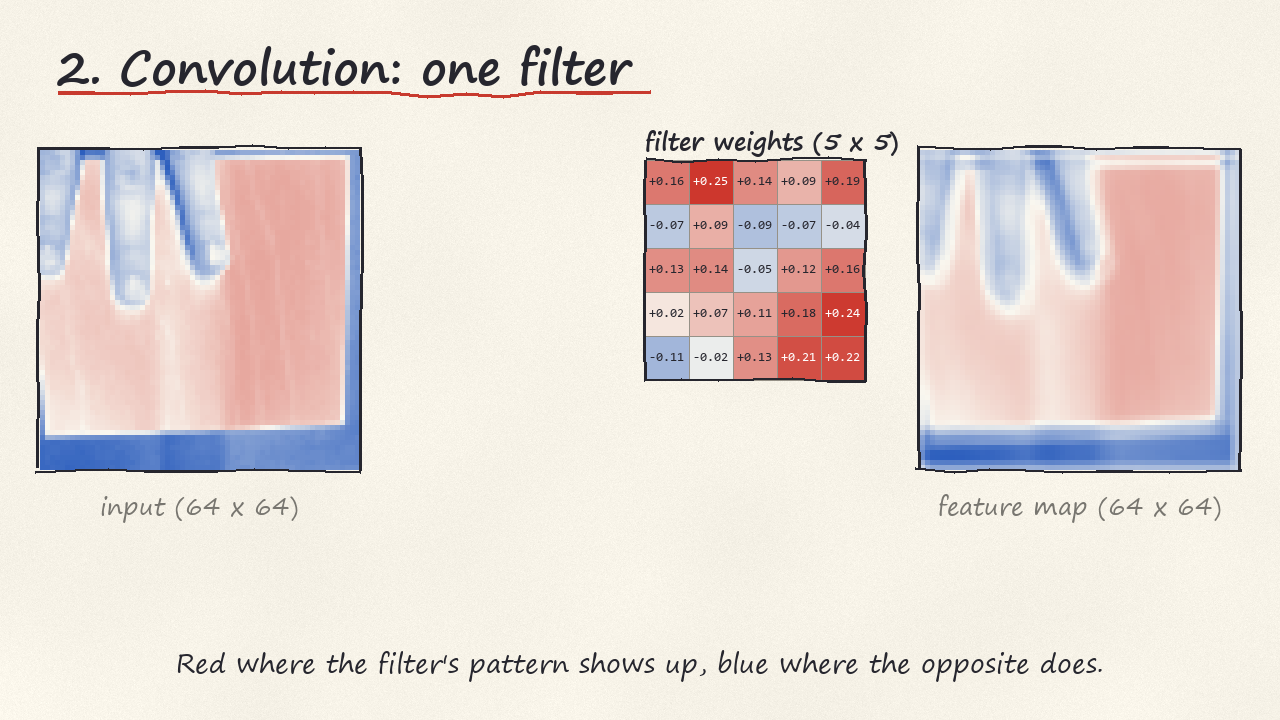 2. Convolution: one filter
filter weights (5 x 5)
+0.16 +0.25 +0.14 +0.09 +0.19
-0.07 +0.09 -0.09 -0.07 -0.04
+0.13 +0.14 -0.05 +0.12 +0.16
+0.02 +0.07 +0.11 +0.18 +0.24
-0.11 -0.02 +0.13 +0.21 +0.22
input (64 x 64)
feature map (64 x 64)
Red where the filter's pattern shows up, blue where the opposite does.